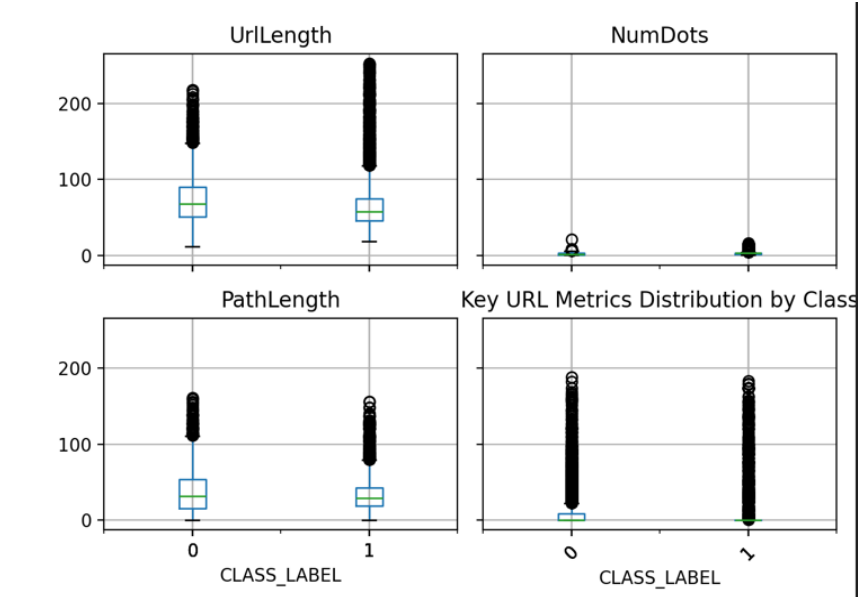 UrlLength
NumDots
200
100
0
PathLength
Key URL Metrics Distribution by Class
200
100
0
0
1
0
1
CLASS_LABEL
CLASS_LABEL